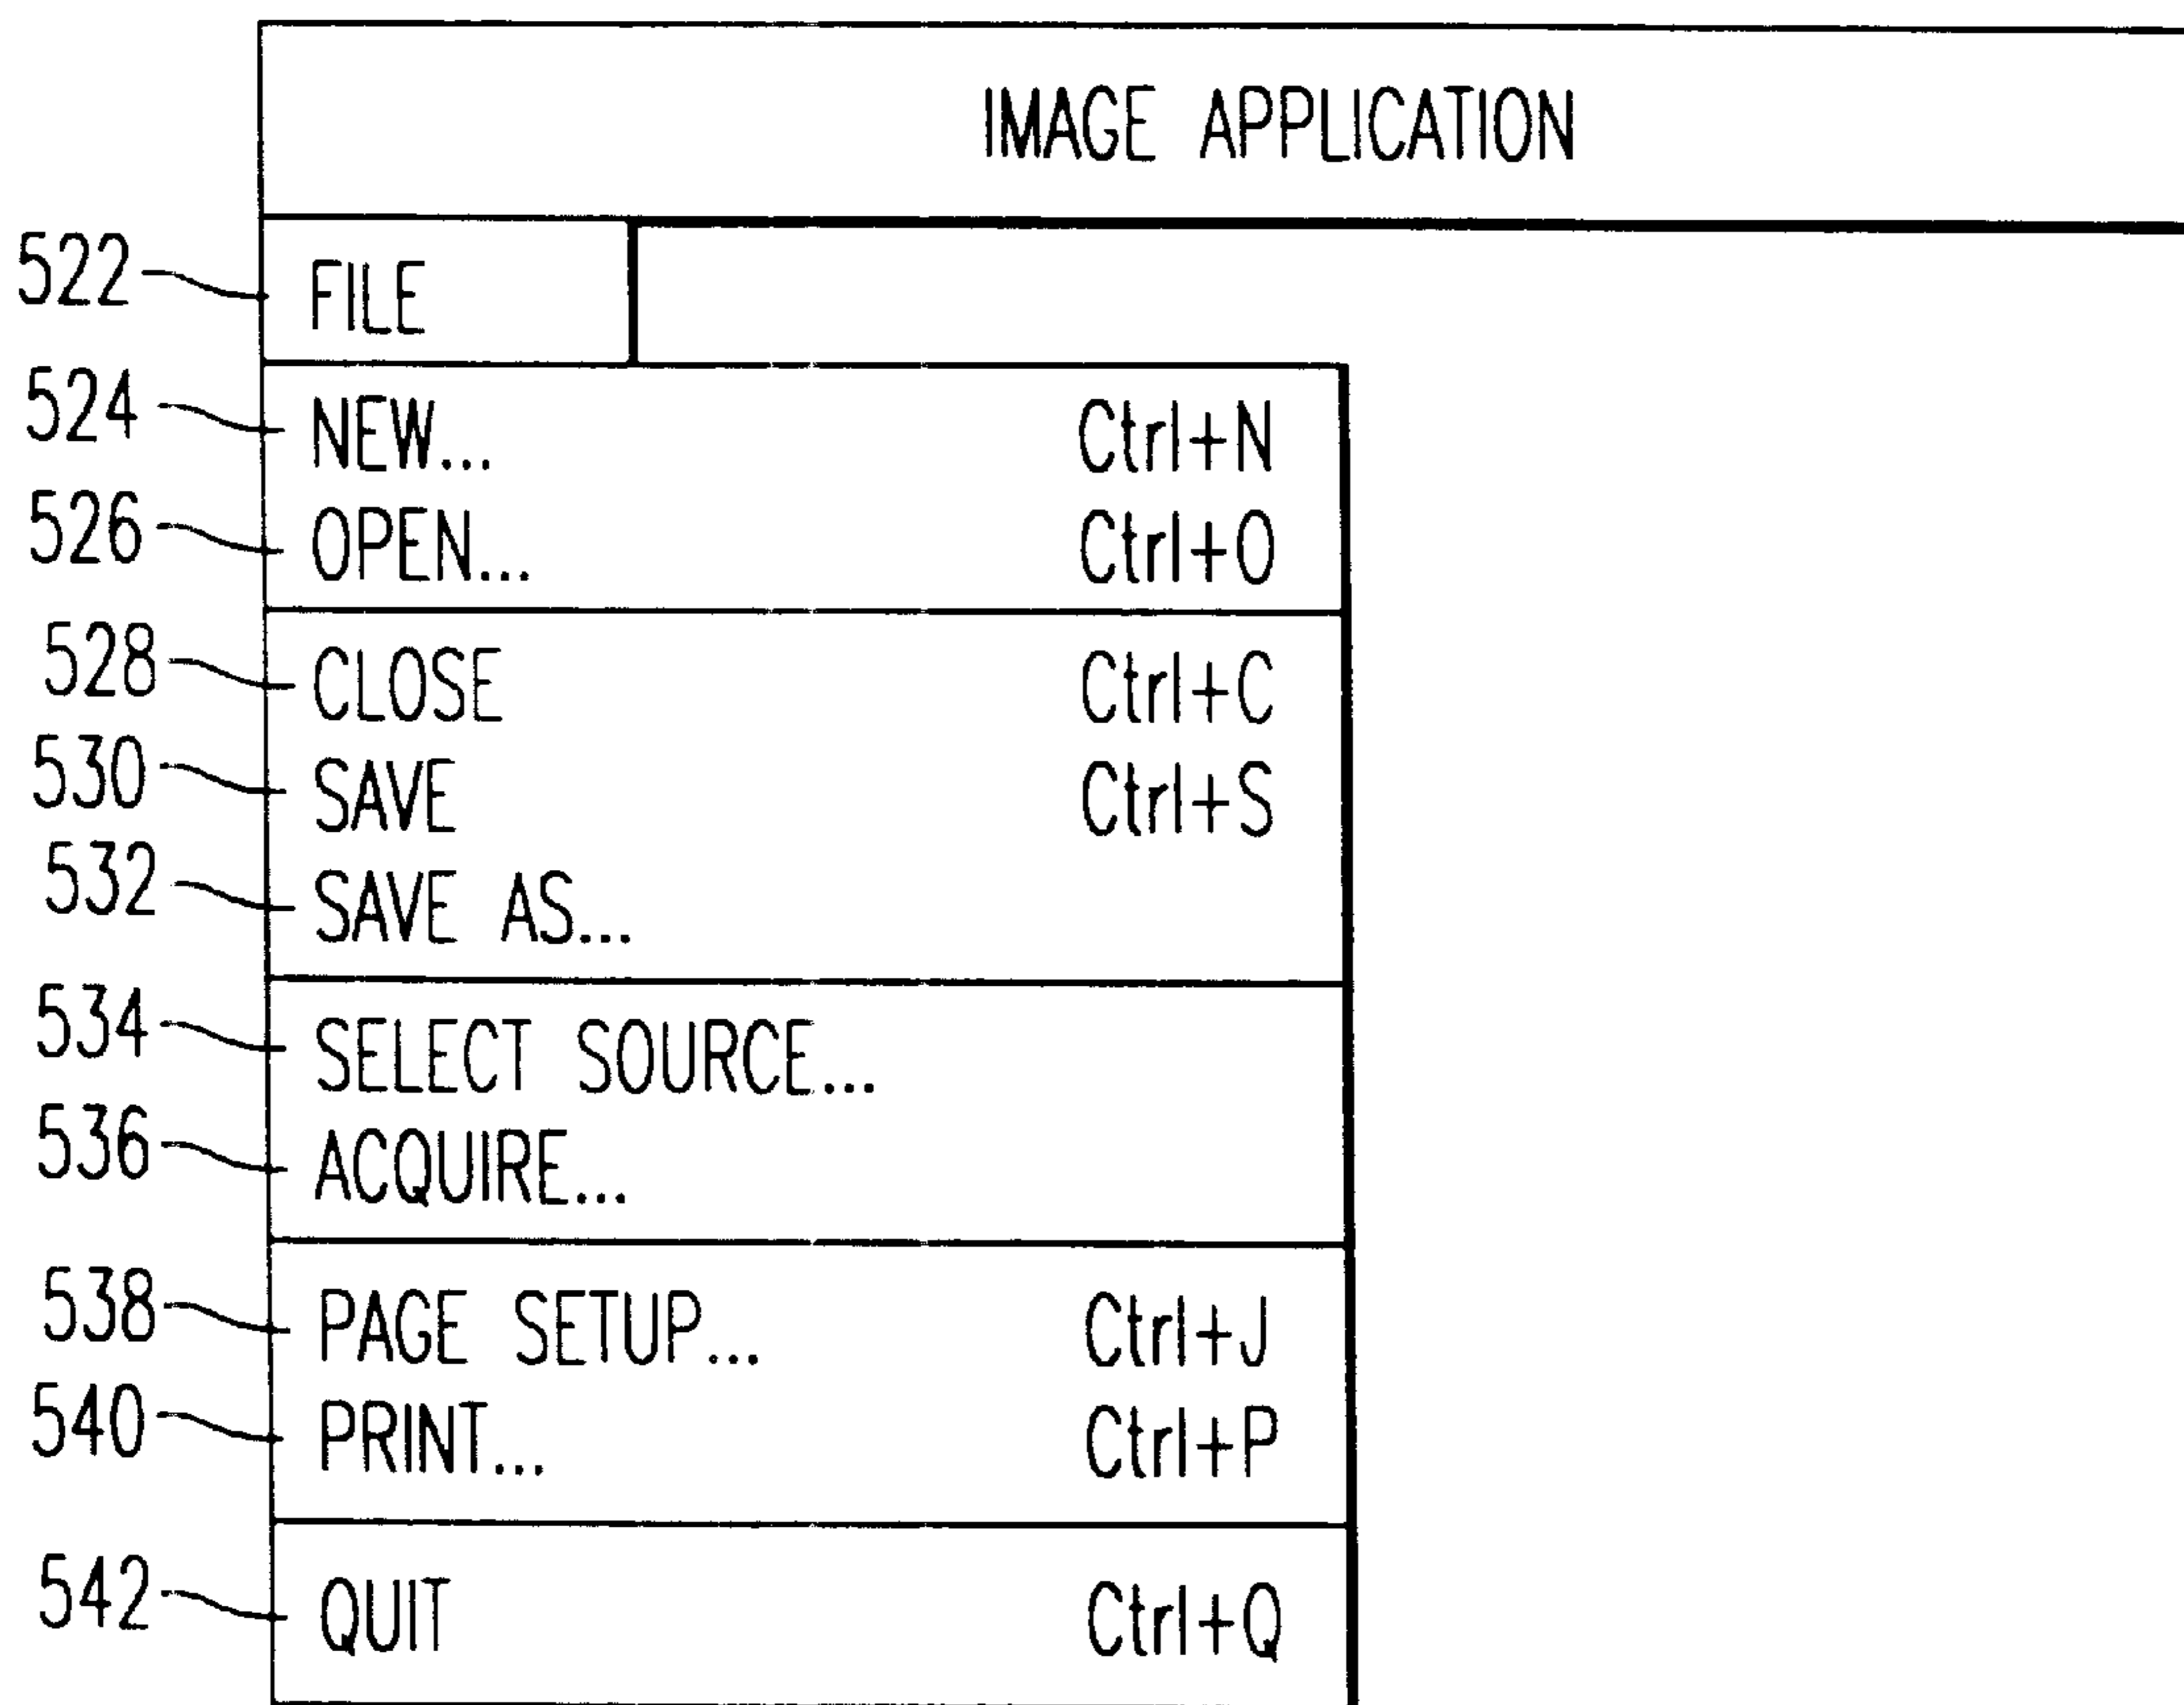 IMAGE APPLICATION
522 FILE
524 NEW... Ctrl+N
526 OPEN... Ctrl+O
528 CLOSE Ctrl+C
530 SAVE Ctrl+S
532 SAVE AS...
534 SELECT SOURCE...
536 ACQUIRE...
538 PAGE SETUP... Ctrl+J
540 PRINT... Ctrl+P
542 QUIT Ctrl+Q